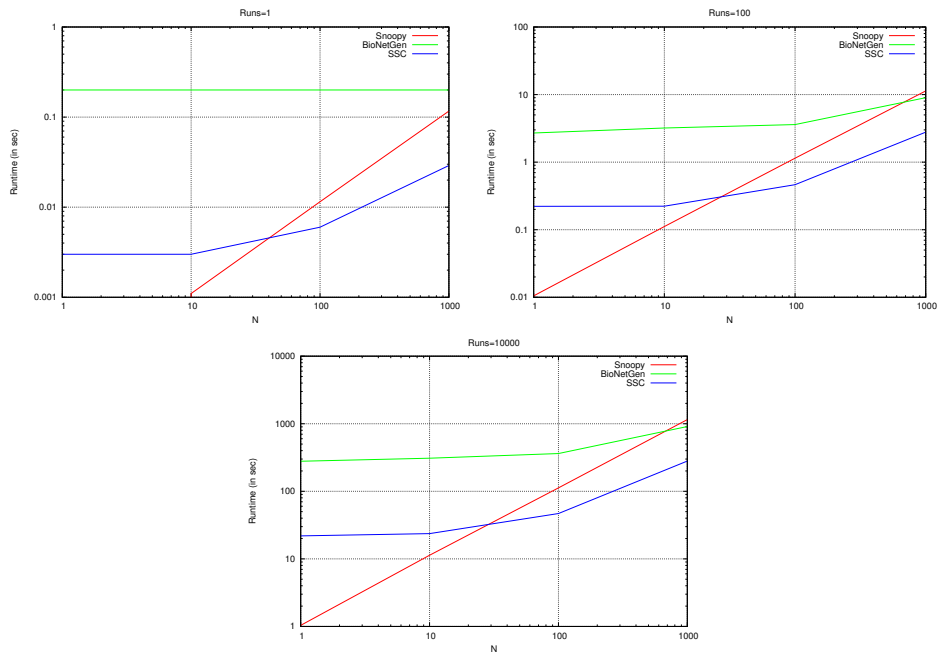 Runs=1
Snoopy
BioNetGen
SSC
Runtime (in sec)
1
0.1
0.01
0.001
1
10
100
1000
N
Runs=100
Snoopy
BioNetGen
SSC
Runtime (in sec)
100
10
1
0.1
0.01
1
10
100
1000
N
Runs=10000
Snoopy
BioNetGen
SSC
Runtime (in sec)
10000
1000
100
10
1
1
10
100
1000
N